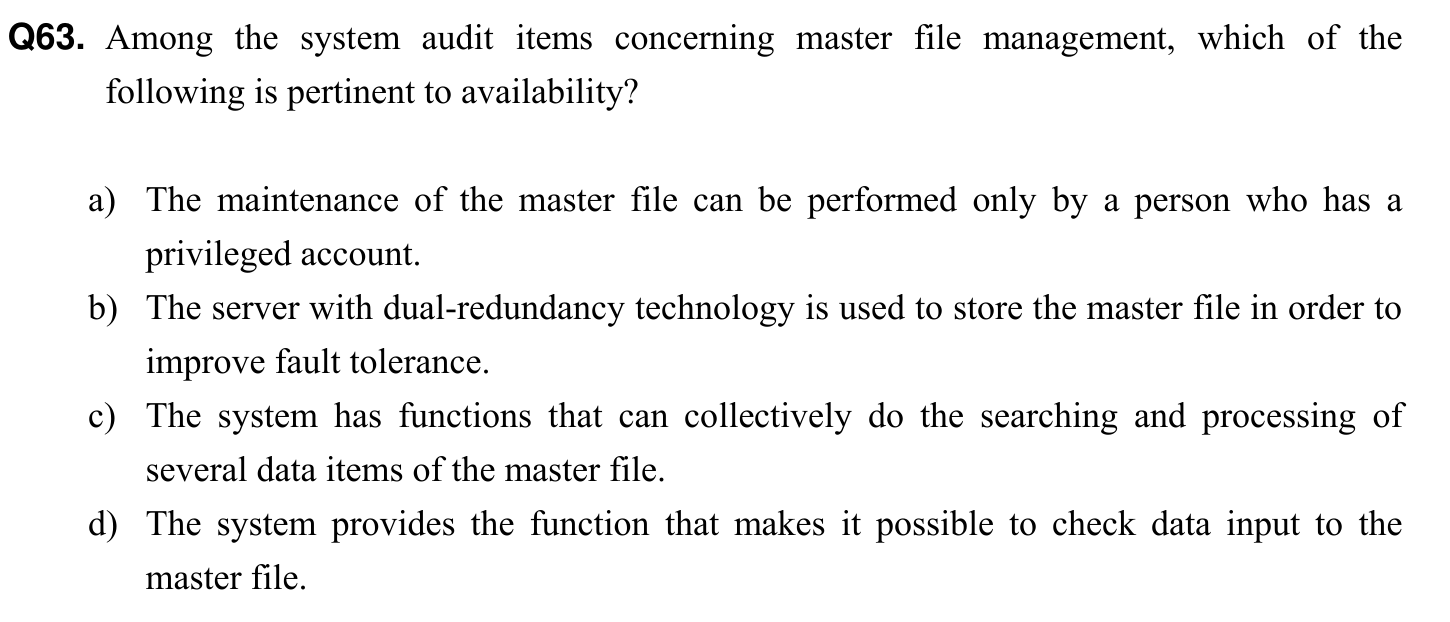 Q63. Among the system audit items concerning master file management, which of the
following is pertinent to availability?
a) The maintenance of the master file can be performed only by a person who has a
privileged account.
b) The server with dual-redundancy technology is used to store the master file in order to
improve fault tolerance.
c) The system has functions that can collectively do the searching and processing of
several data items of the master file.
d) The system provides the function that makes it possible to check data input to the
master file.